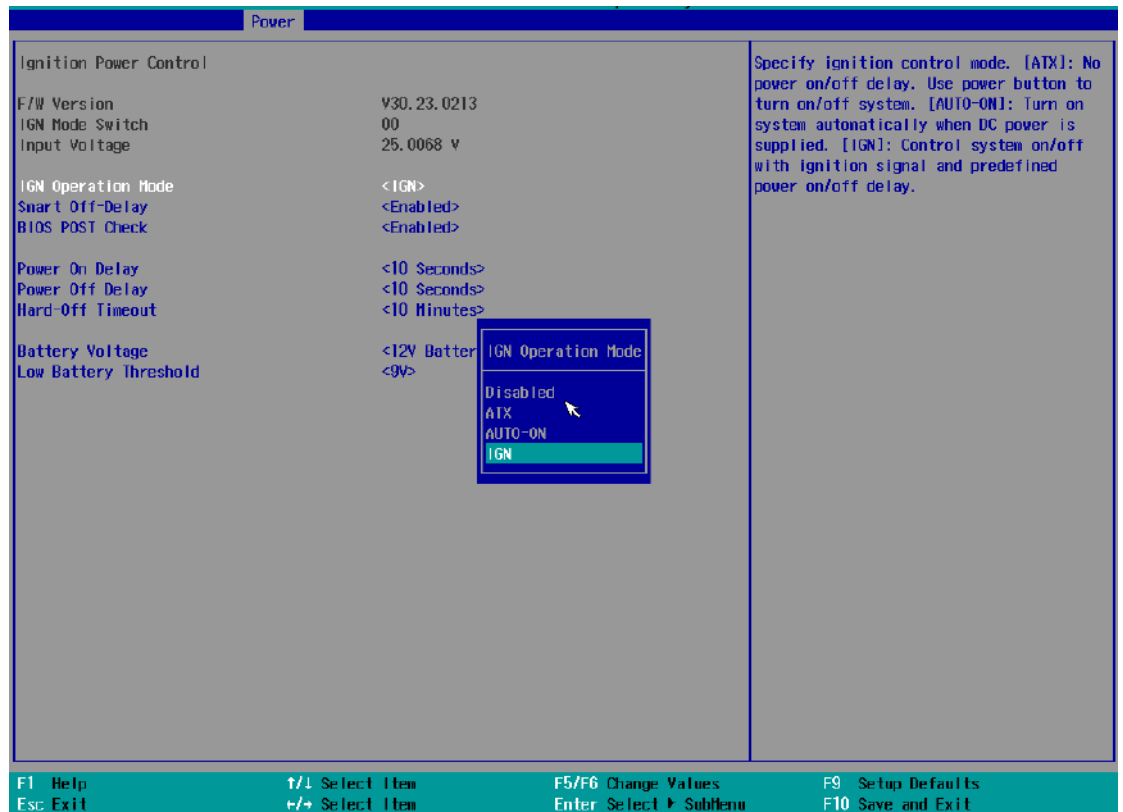 Power
Ignition Power Control
F/W Version V30.23.0213
IGN Mode Switch 00
Input Voltage 25.0068 V
IGN Operation Mode <IGN>
Snart Off-Delay <Enabled>
BIOS POST Check <Enabled>
Power On Delay <10 Seconds>
Power Off Delay <10 Seconds>
Hard-Off Timeout <10 Minutes>
Battery Voltage <12V Batter
Low Battery Threshold <9V>
IGN Operation Mode
Disabled
ATX
AUTO-ON
IGN
Specify ignition control mode. [ATX]: No
power on/off delay. Use power button to
turn on/off system. [AUTO-ON]: Turn on
system automatically when DC power is
supplied. [IGN]: Control system on/off
with ignition signal and predefined
power on/off delay.
F1 Help ↑/↓ Select Item F5/F6 Change Values F9 Setup Defaults
Esc Exit ←/→ Select Item Enter Select ▶ SubMenu F10 Save and Exit